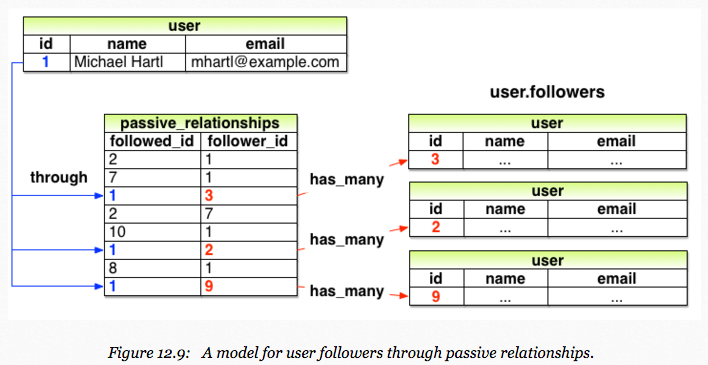 user
id name email
1 Michael Hartl mhartl@example.com
user.followers
passive_relationships
followed_id follower_id
2 1
7 1
1 3
2 7
10 1
1 2
8 1
1 9
through
has_many
has_many
has_many
user
id name email
3 ... ...
user
id name email
2 ... ...
user
id name email
9 ... ...
Figure 12.9: A model for user followers through passive relationships.